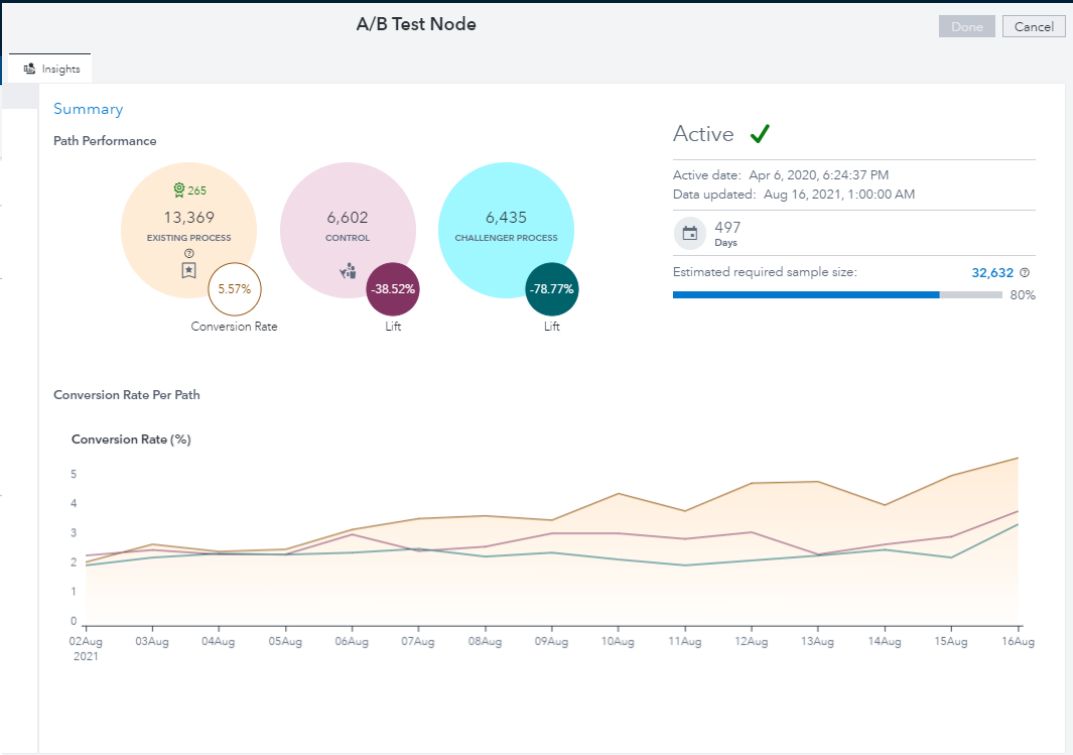 A/B Test Node
Done
Cancel
Insights
Summary
Path Performance
265
13,369
EXISTING PROCESS
5.57%
Conversion Rate
6,602
CONTROL
-38.52%
Lift
6,435
CHALLENGER PROCESS
-78.77%
Lift
Active
Active date: Apr 6, 2020, 6:24:37 PM
Data updated: Aug 16, 2021, 1:00:00 AM
497
Days
Estimated required sample size: 32,632
80%
Conversion Rate Per Path
Conversion Rate (%)
5
4
3
2
1
0
02Aug 03Aug 04Aug 05Aug 06Aug 07Aug 08Aug 09Aug 10Aug 11Aug 12Aug 13Aug 14Aug 15Aug 16Aug
2021